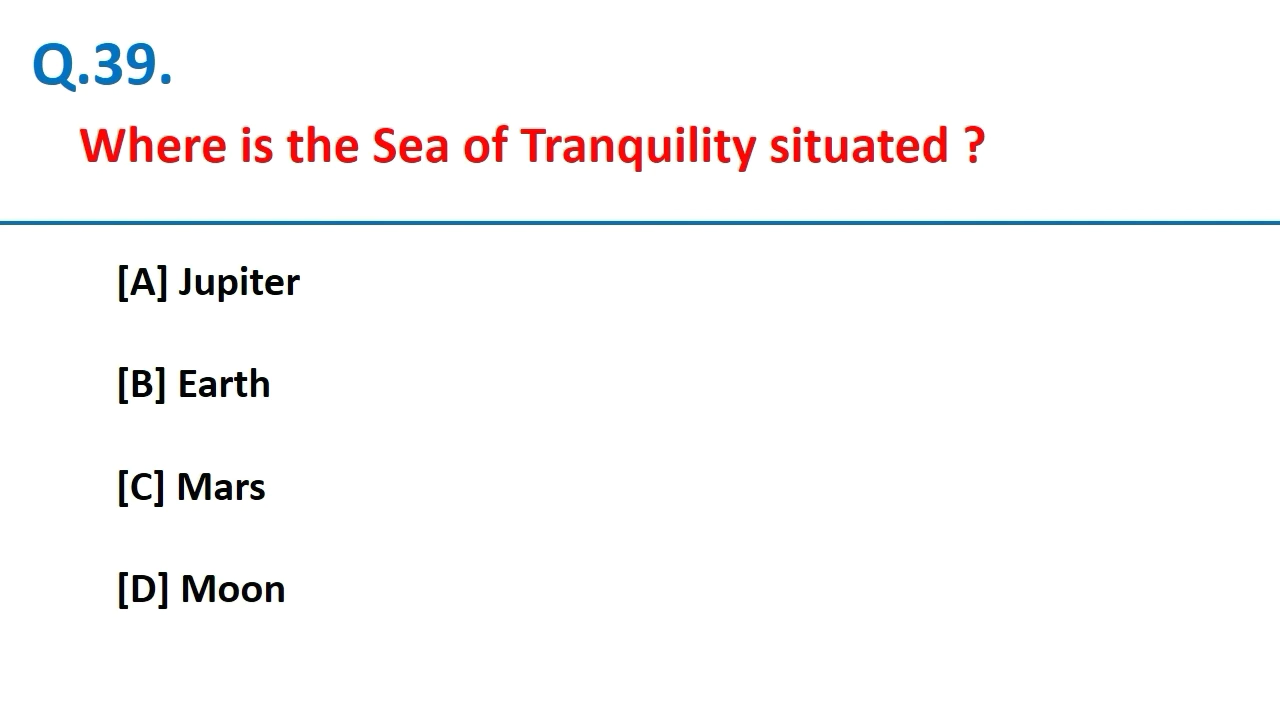 Q.39.
Where is the Sea of Tranquility situated ?
[A] Jupiter
[B] Earth
[C] Mars
[D] Moon